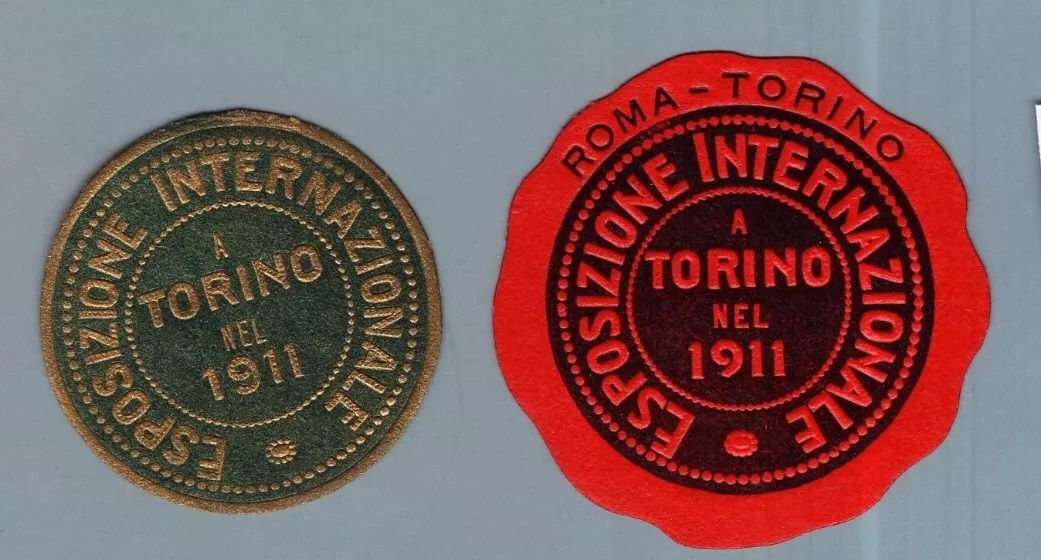 ESPOSIZIONE INTERNAZIONALE
A
TORINO
NEL
1911
ROMA-TORINO
ESPOSIZIONE INTERNAZIONALE
A
TORINO
NEL
1911